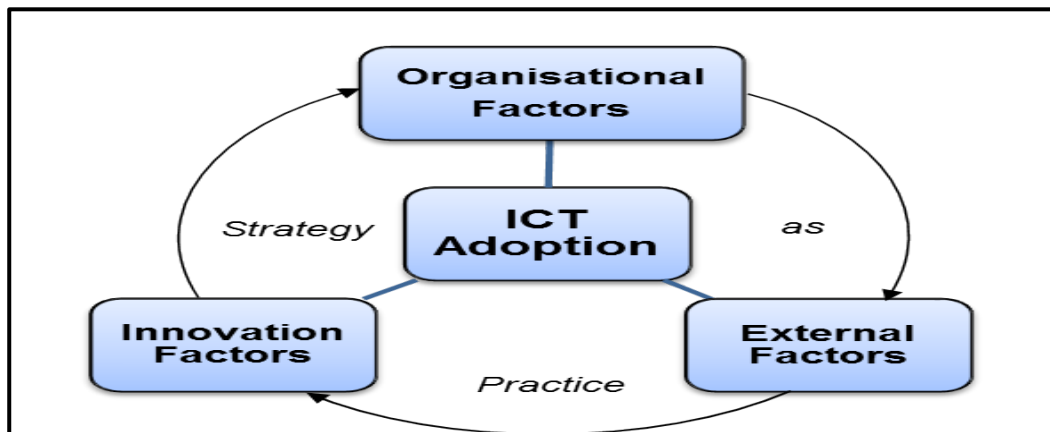 Organisational
Factors
ICT
Adoption
Strategy
as
Innovation
Factors
External
Factors
Practice